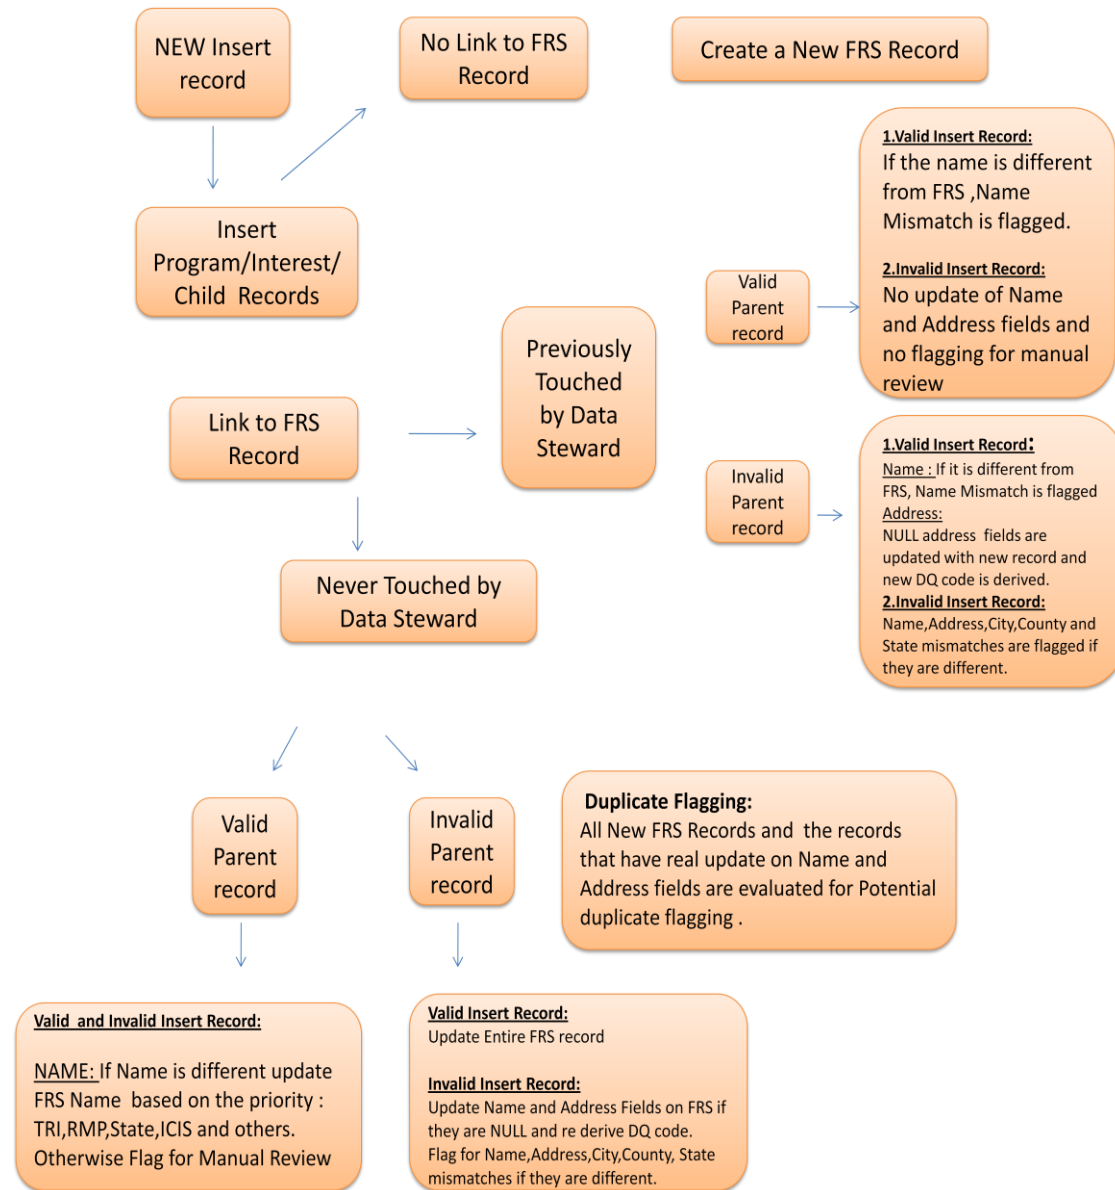 NEW Insert
record
No Link to FRS
Record
Create a New FRS Record
Insert
Program/Interest/
Child  Records
1.Valid Insert Record:
If the name is different
from FRS ,Name
Mismatch is flagged.
2.Invalid Insert Record:
No update of Name
and Address fields and
no flagging for manual
review
Valid
Parent
record
Previously
Touched
by Data
Steward
Link to FRS
Record
Invalid
Parent
record
1.Valid Insert Record:
Name : If it is different from
FRS, Name Mismatch is flagged
Address:
NULL address  fields are
updated with new record and
new DQ code is derived.
2.Invalid Insert Record:
Name,Address,City,County and
State mismatches are flagged if
they are different.
Never Touched by
Data Steward
Valid
Parent
record
Invalid
Parent
record
Duplicate Flagging:
All New FRS Records and  the records
that have real update on Name and
Address fields are evaluated for Potential
duplicate flagging .
Valid  and Invalid Insert Record:
NAME: If Name is different update
FRS Name  based on the priority :
TRI,RMP,State,ICIS and others.
Otherwise Flag for Manual Review
Valid Insert Record:
Update Entire FRS record
Invalid Insert Record:
Update Name and Address Fields on FRS if
they are NULL and re derive DQ code.
Flag for Name,Address,City,County, State
mismatches if they are different.